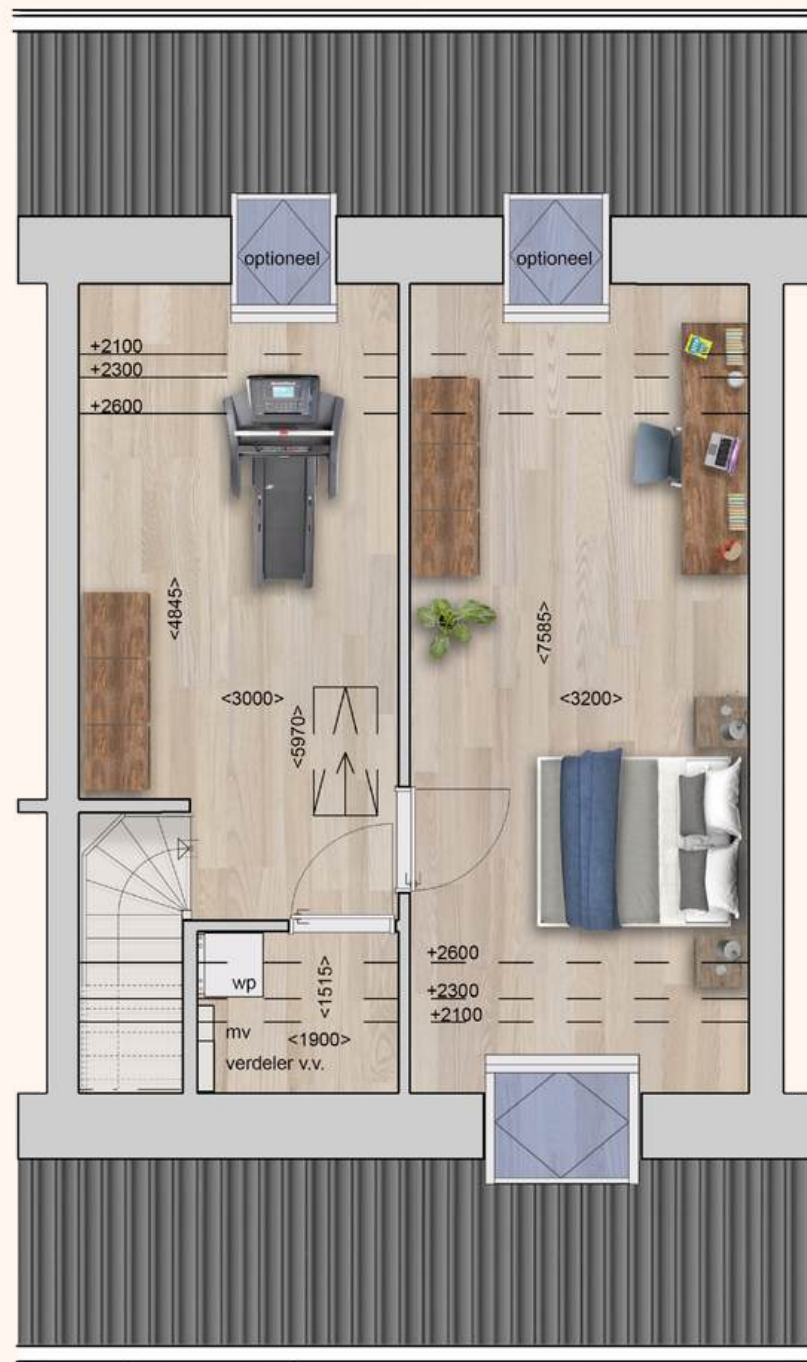 optioneel
optioneel
+2100
+2300
+2600
<4845>
<3000>
<5970>
<7585>
<3200>
wp
mv
verdeler v.v.
<1515>
<1900>
+2600
+2300
+2100